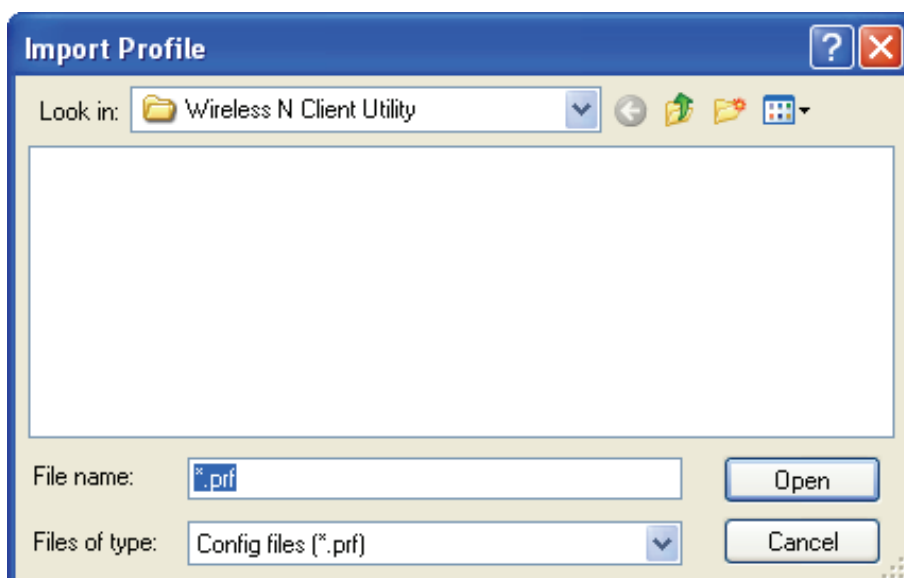 Import Profile
Look in: Wireless N Client Utility
File name: *.prf Open
Files of type: Config files (*.prf) Cancel